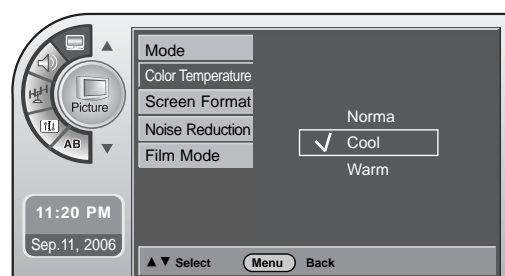 Picture
AB
11:20 PM
Sep.11, 2006
Mode
Color Temperature
Screen Format
Noise Reduction
Film Mode
Norma
Cool
Warm
▲▼ Select Menu Back